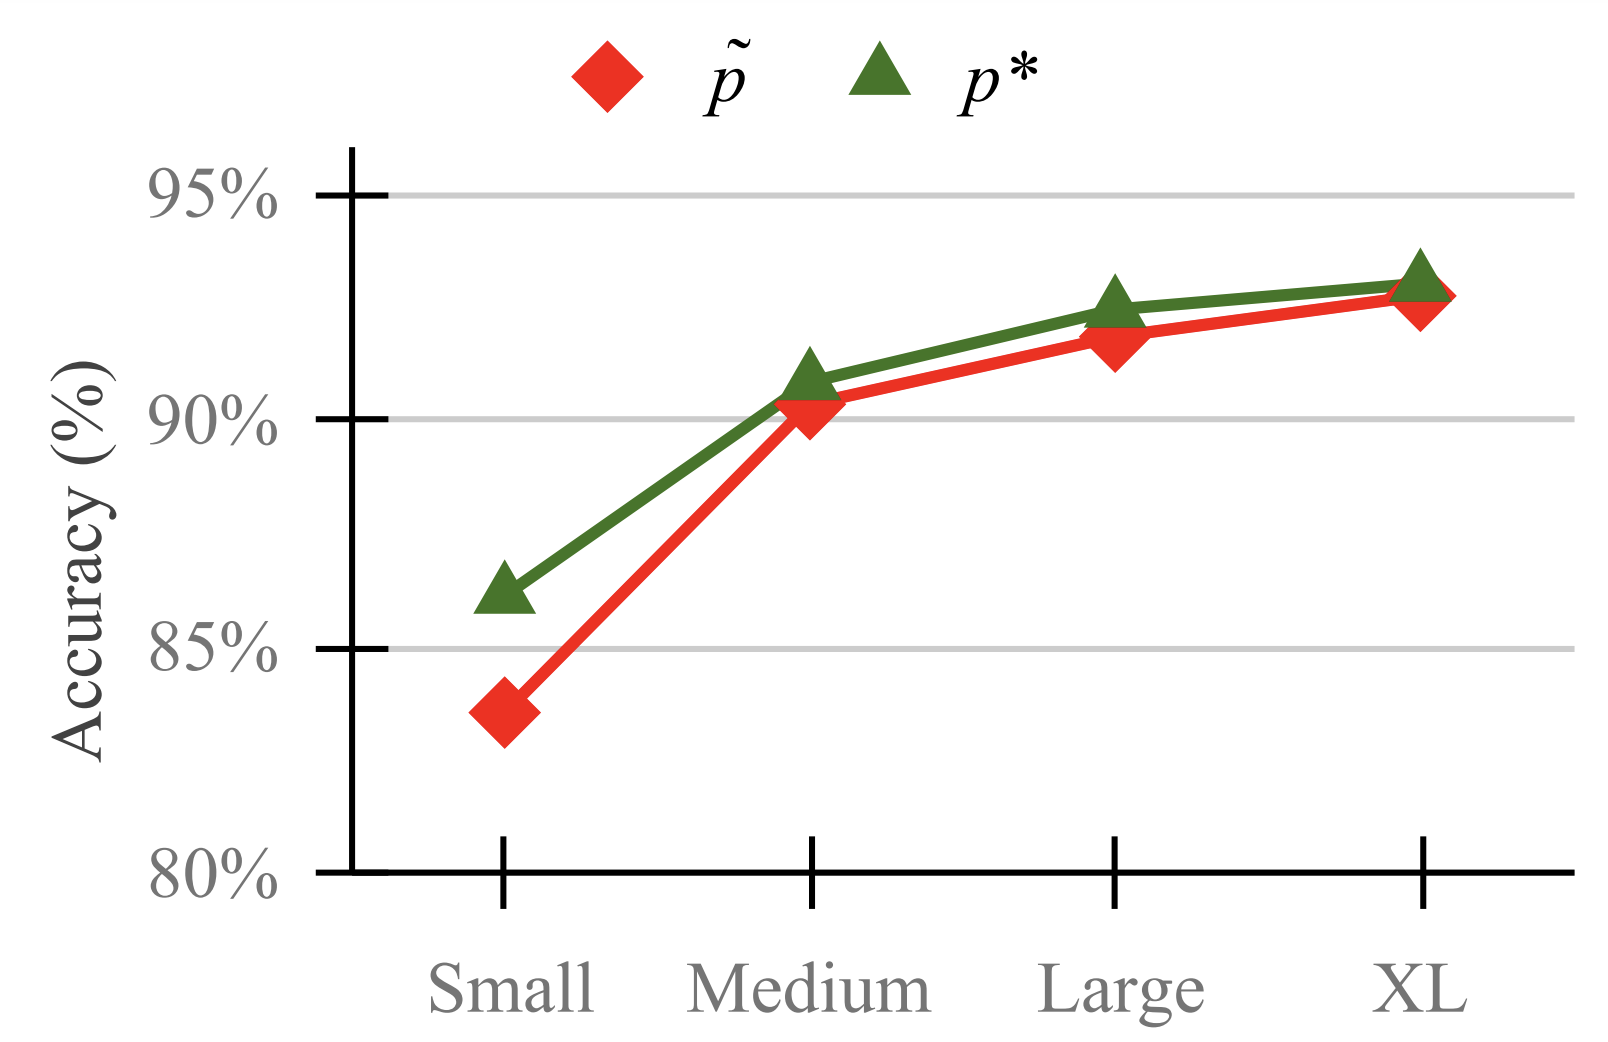 p̃ p*
95%
90%
85%
80%
Accuracy (%)
Small Medium Large XL